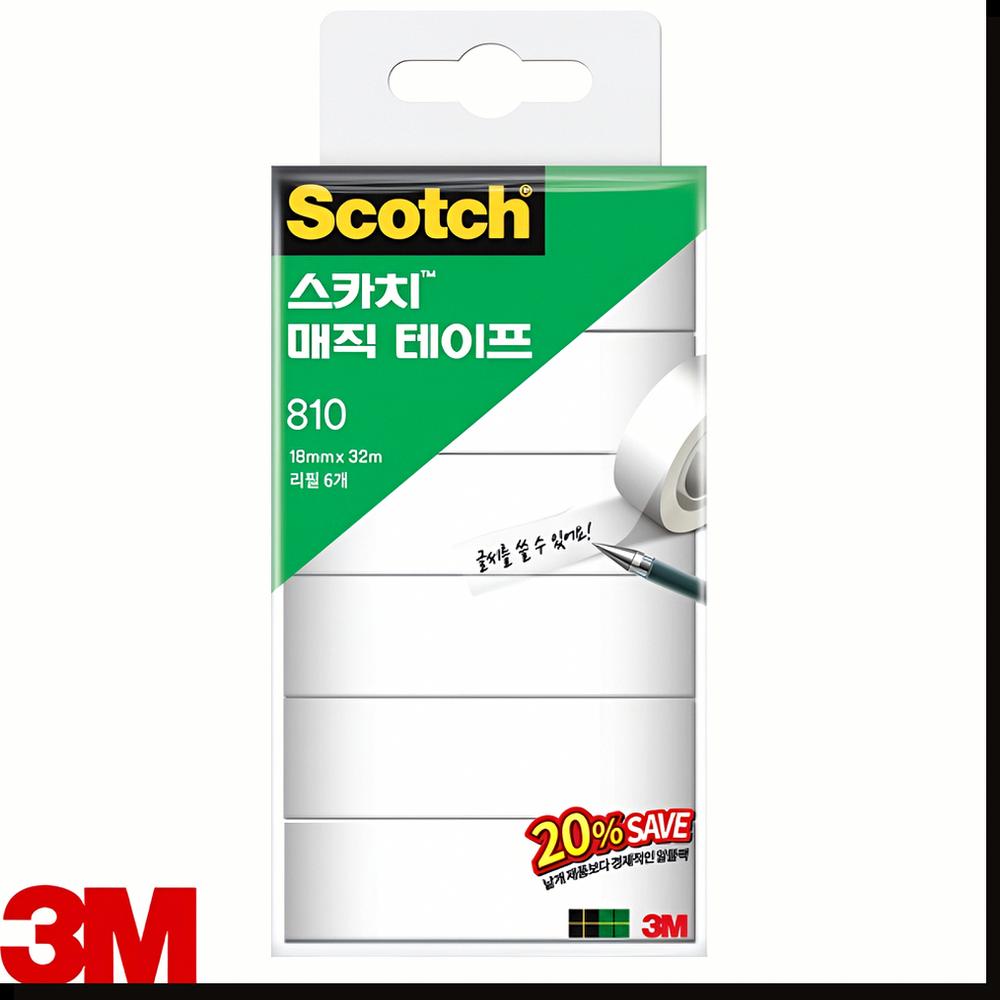 Scotch®
스카치™
매직 테이프
810
18mm x 32m
리필 6개
글씨를 쓸 수 있어요!
20% SAVE
낱개 제품보다 경제적인 알뜰팩
3M
3M